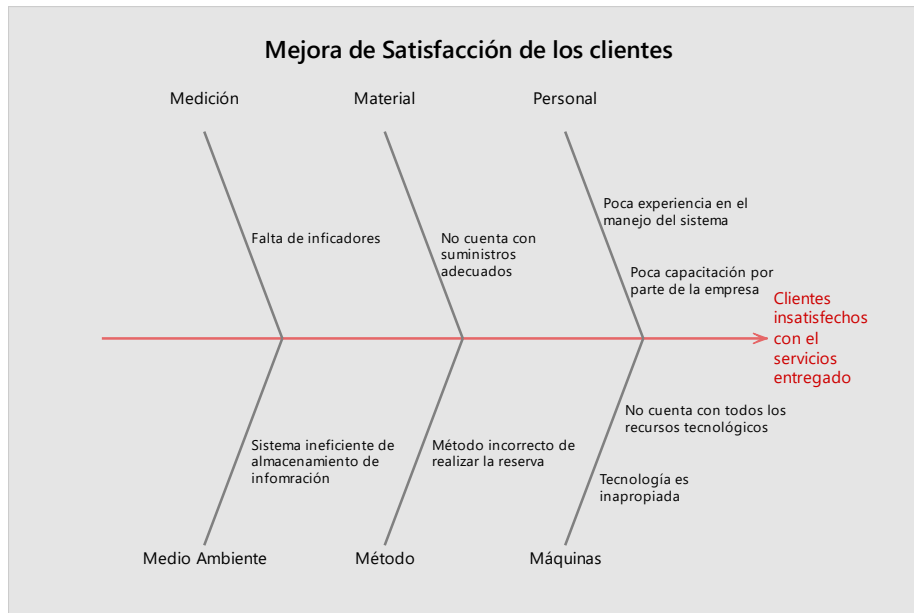 Mejora de Satisfacción de los clientes
Medición
Material
Personal
Falta de inficadores
No cuenta con
suministros
adecuados
Poca experiencia en el
manejo del sistema
Poca capacitación por
parte de la empresa
Clientes
insatisfechos
con el
servicios
entregado
Sistema ineficiente de
almacenamiento de
infomración
Método incorrecto de
realizar la reserva
No cuenta con todos los
recursos tecnológicos
Tecnología es
inapropiada
Medio Ambiente
Método
Máquinas